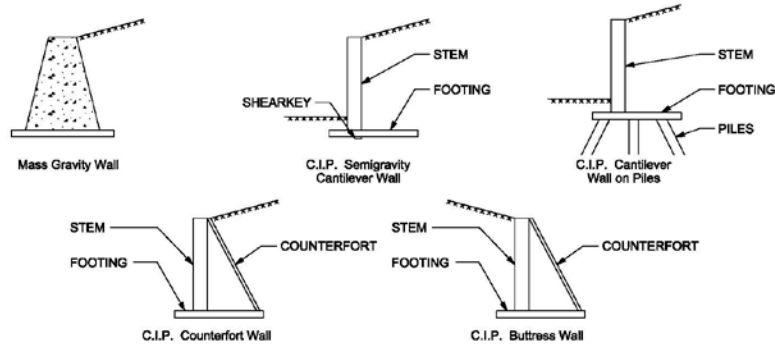 STEM
SHEARKEY
FOOTING
Mass Gravity Wall
C.I.P. Semigravity
Cantilever Wall
STEM
FOOTING
PILES
C.I.P. Cantilever
Wall on Piles
STEM
COUNTERFORT
FOOTING
C.I.P. Counterfort Wall
STEM
COUNTERFORT
FOOTING
C.I.P. Buttress Wall